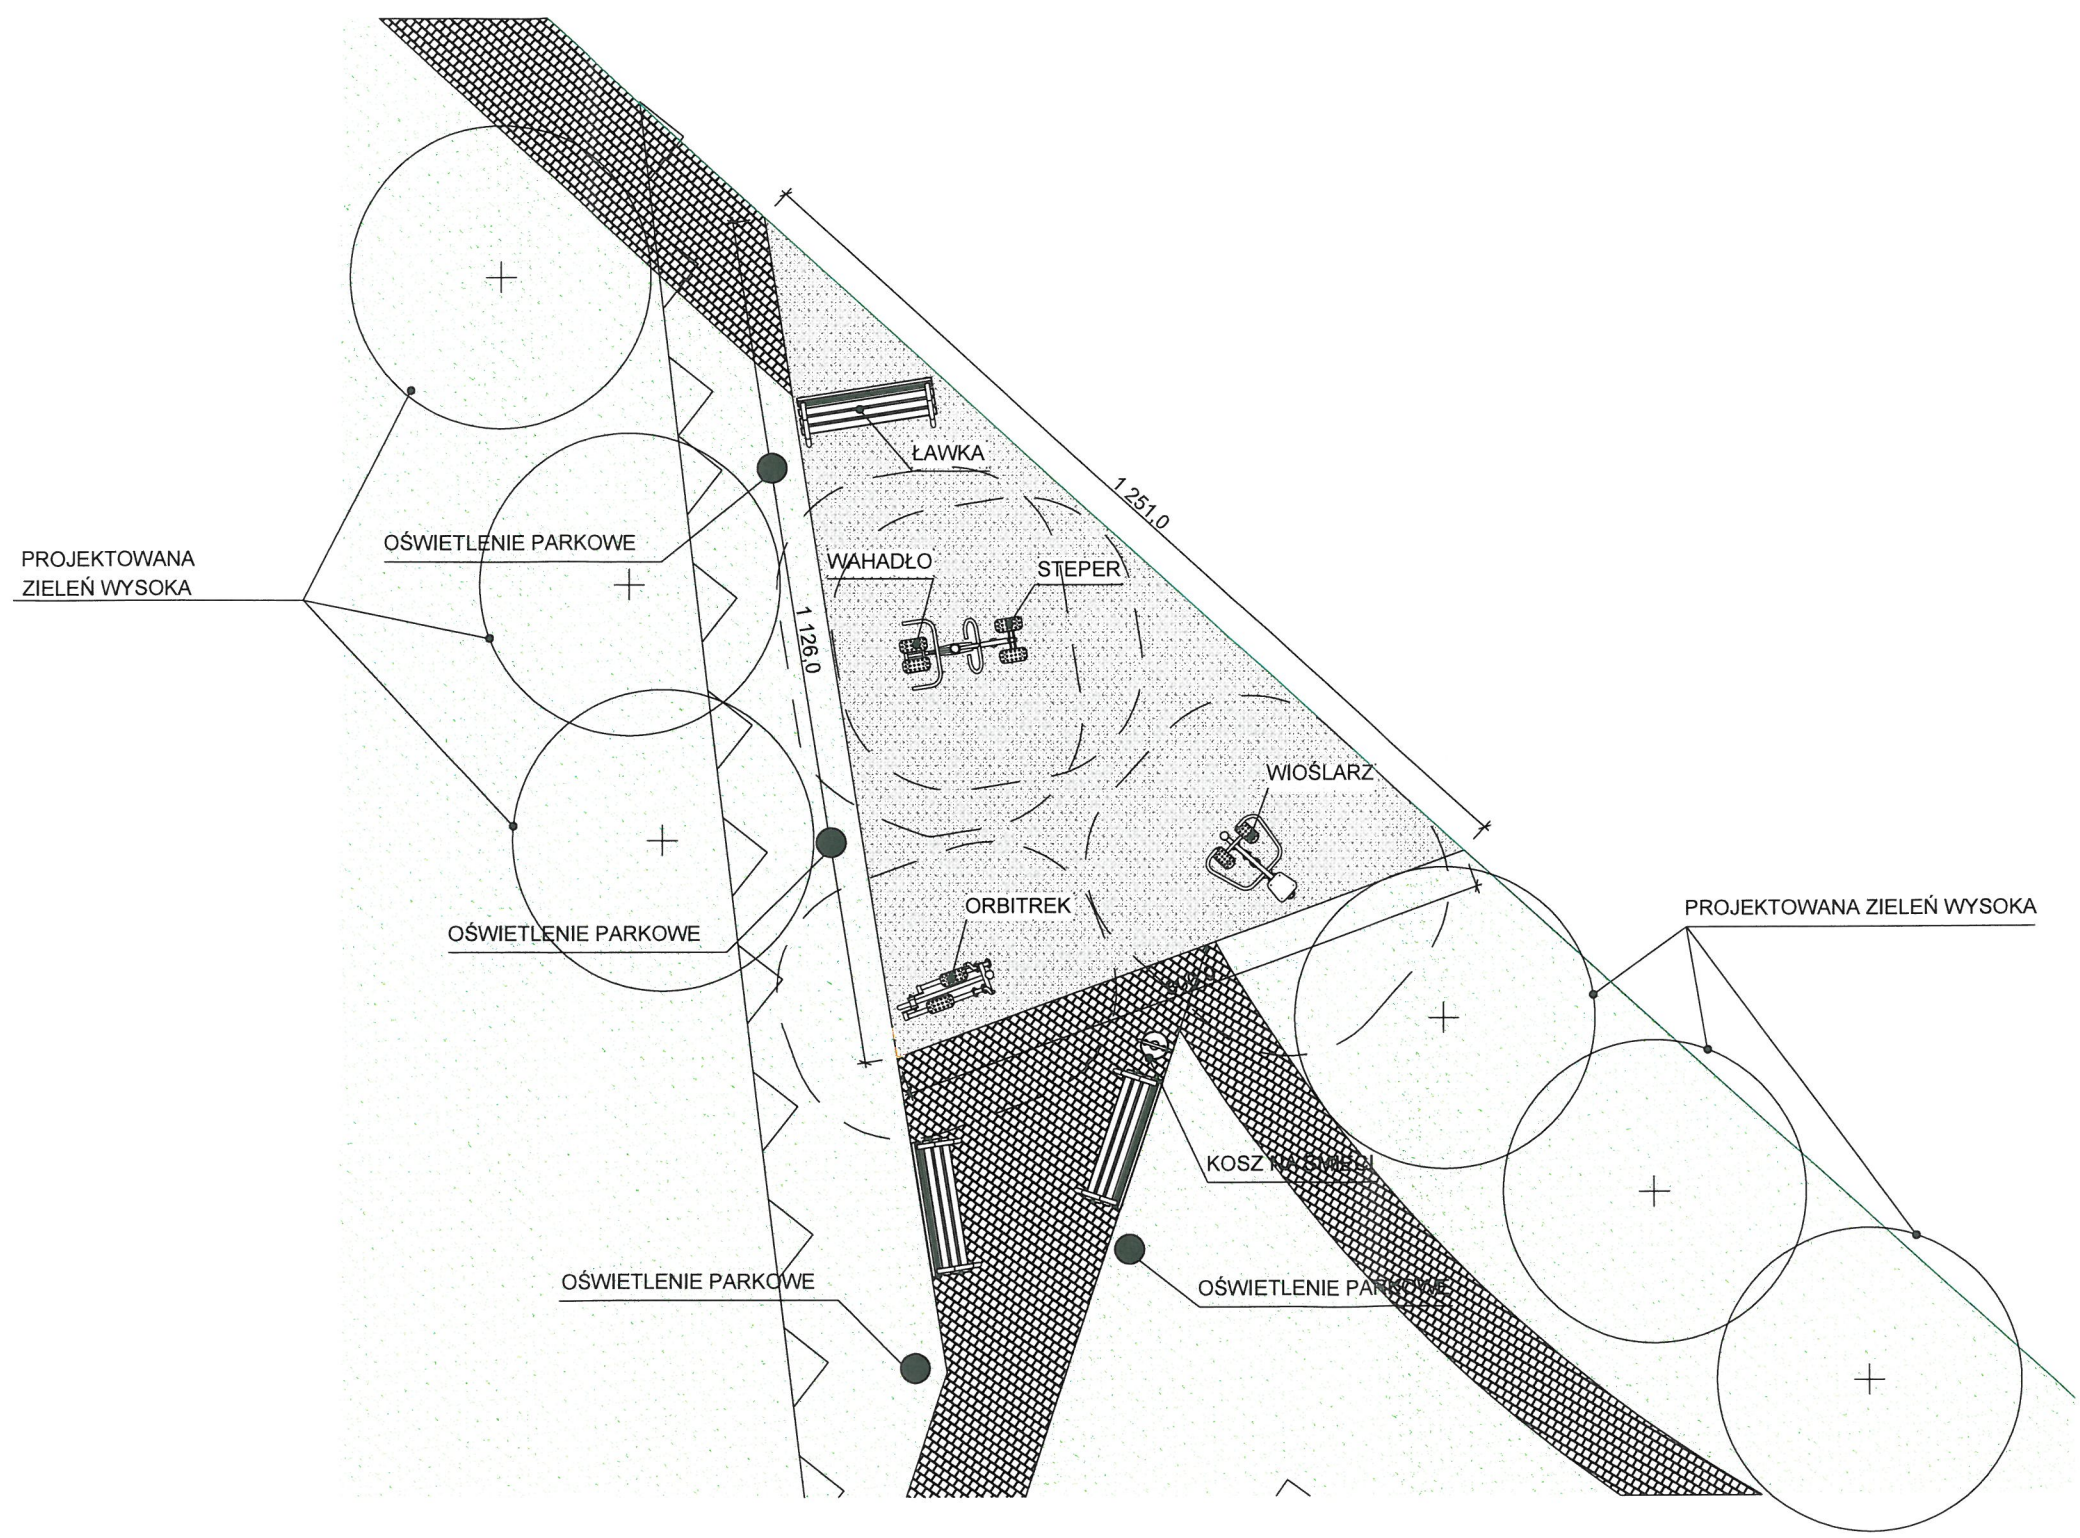 ŁAWKA
1 251,0
OŚWIETLENIE PARKOWE
PROJEKTOWANA
ZIELEŃ WYSOKA
WAHADŁO
STEPER
1 126,0
WIOŚLARZ
ORBITREK
PROJEKTOWANA ZIELEŃ WYSOKA
OŚWIETLENIE PARKOWE
KOSZ NA ŚMIECI
OŚWIETLENIE PARKOWE
OŚWIETLENIE PARKOWE